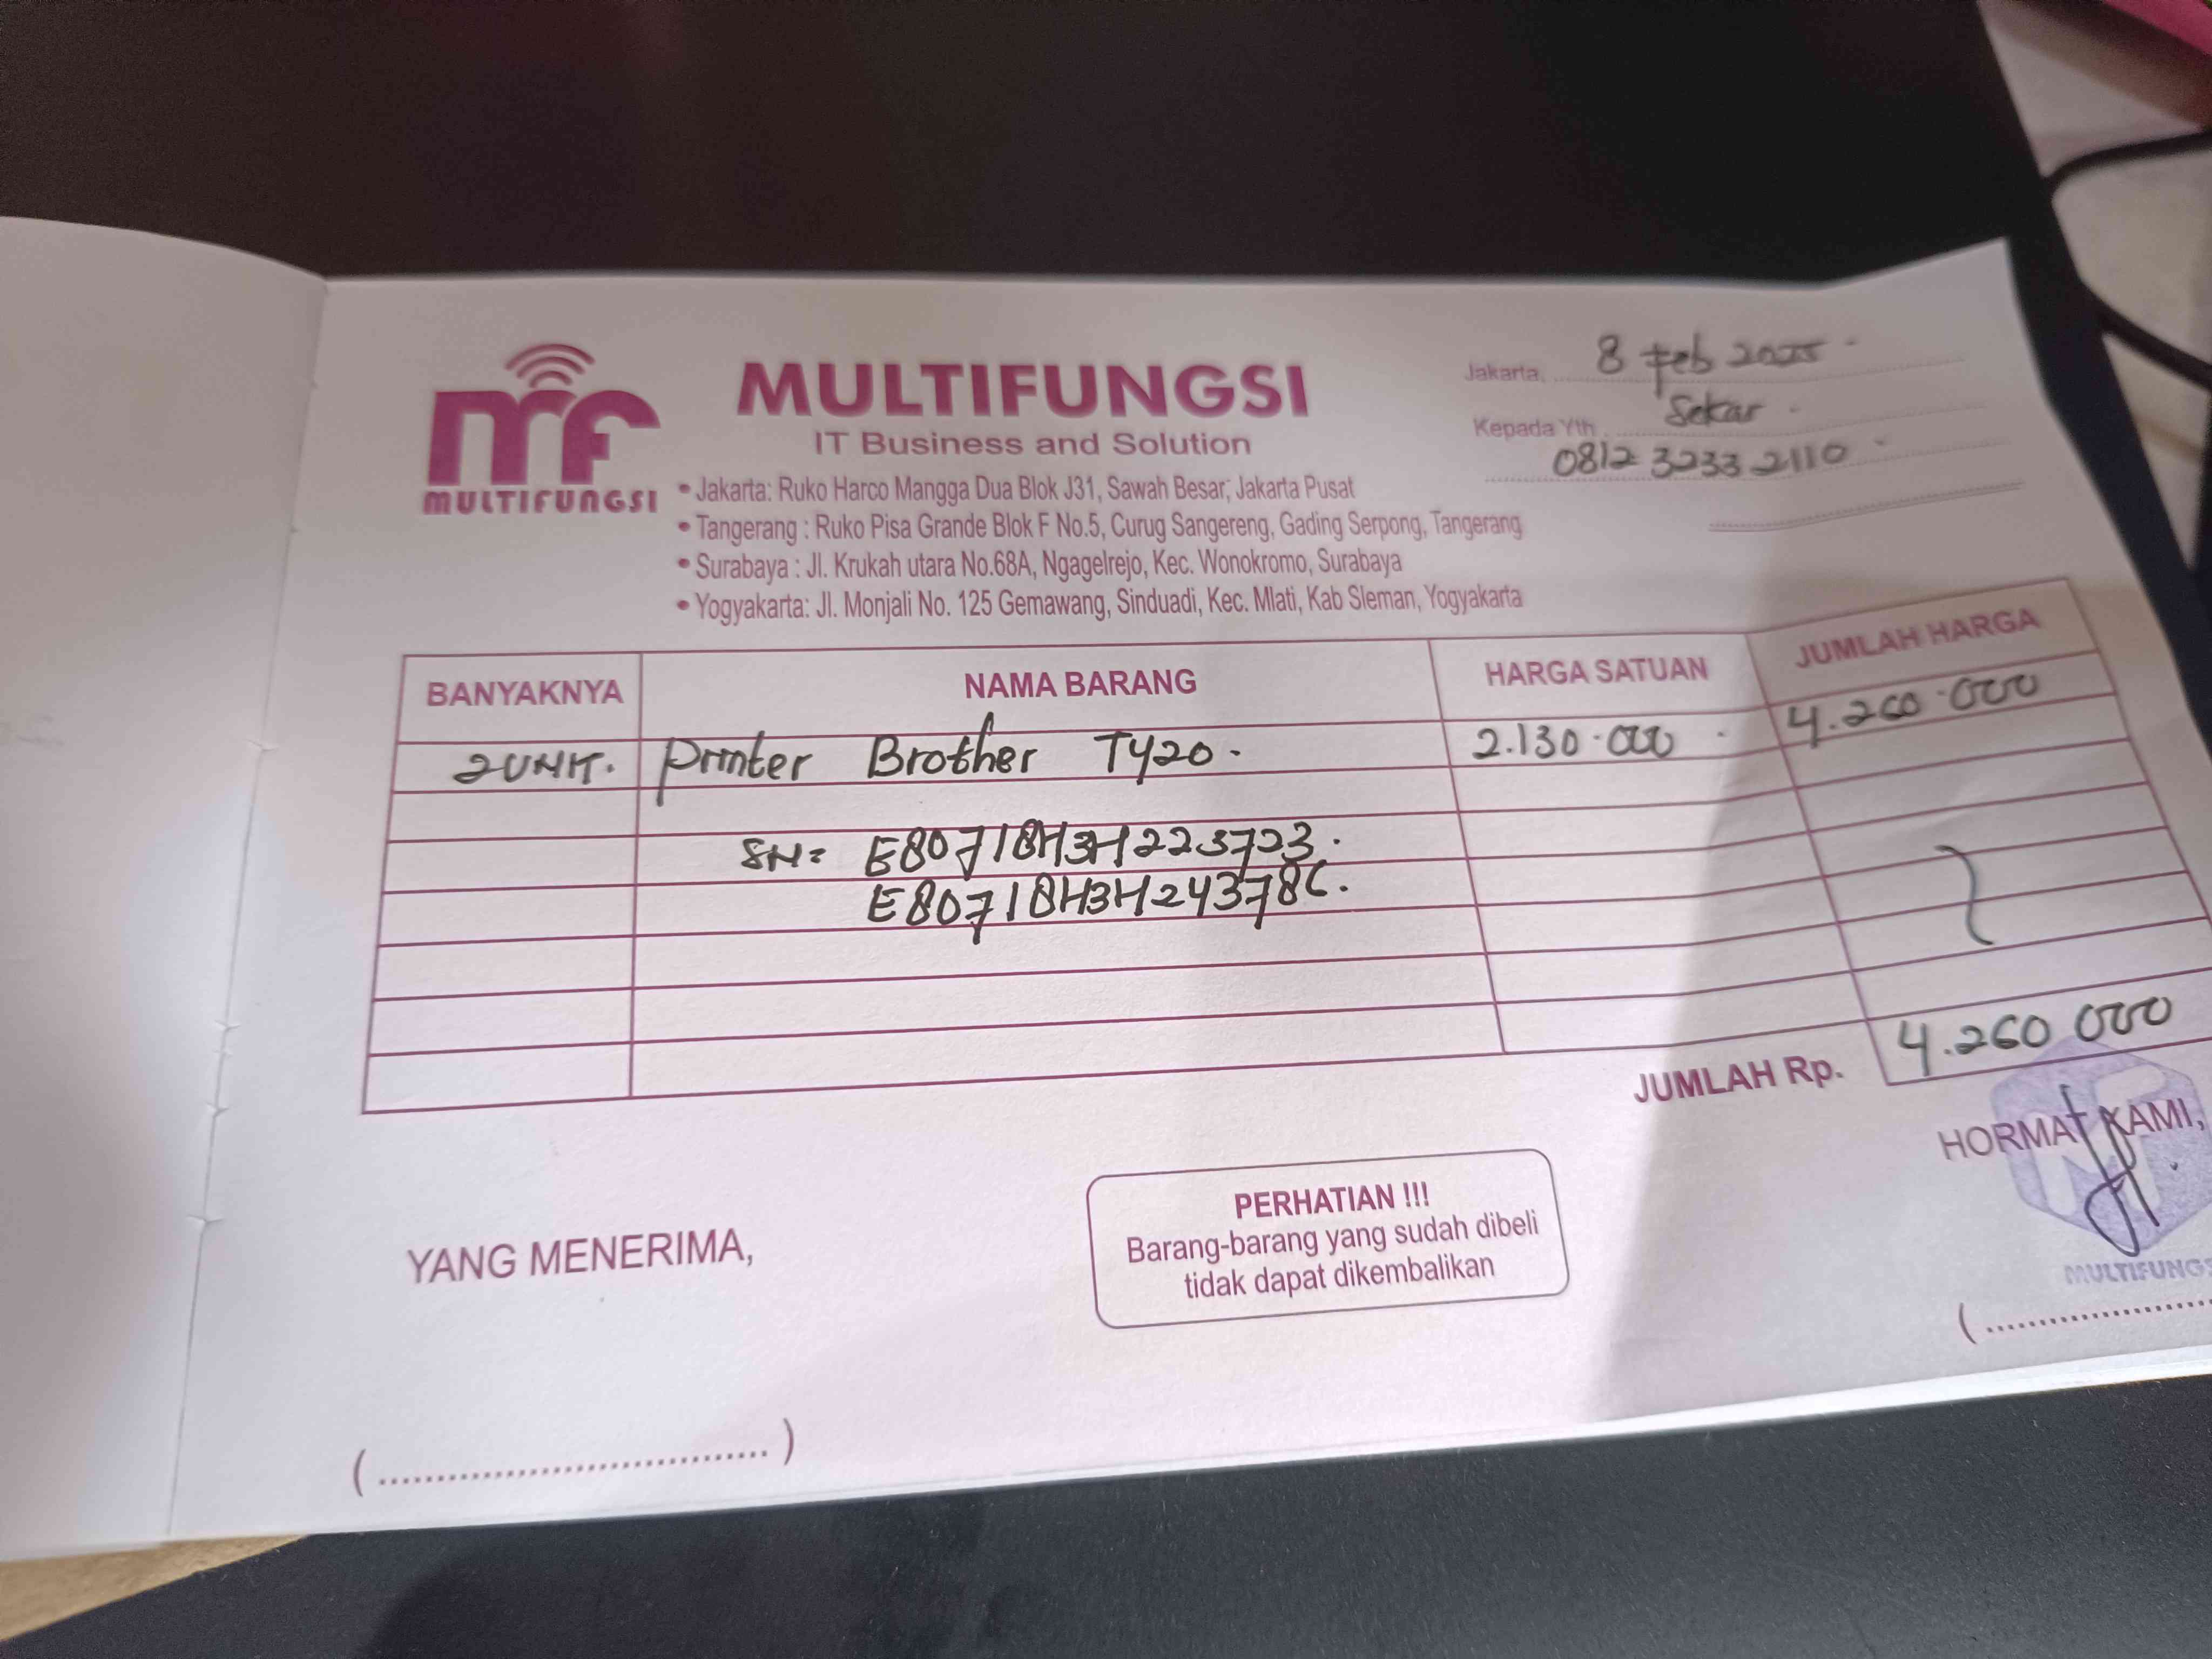 mf
MULTIFUNGSI
MULTIFUNGSI
IT Business and Solution
• Jakarta: Ruko Harco Mangga Dua Blok J31, Sawah Besar, Jakarta Pusat
• Tangerang : Ruko Pisa Grande Blok F No.5, Curug Sangereng, Gading Serpong, Tangerang
• Surabaya : Jl. Krukah utara No.68A, Ngagelrejo, Kec. Wonokromo, Surabaya
• Yogyakarta: Jl. Monjali No. 125 Gemawang, Sinduadi, Kec. Mlati, Kab Sleman, Yogyakarta
Jakarta, 8 Feb 2025
Kepada Yth. Sekar
0812 3233 2110
BANYAKNYA NAMA BARANG HARGA SATUAN JUMLAH HARGA
2 UNIT. Printer Brother T420. 2.130.000 4.260.000
SN= E80718H3H223723.
E80718H3H24378C.
JUMLAH Rp. 4.260 000
YANG MENERIMA,
PERHATIAN !!!
Barang-barang yang sudah dibeli
tidak dapat dikembalikan
HORMAT KAMI,
MULTIFUNGS
(.................................)
(....................